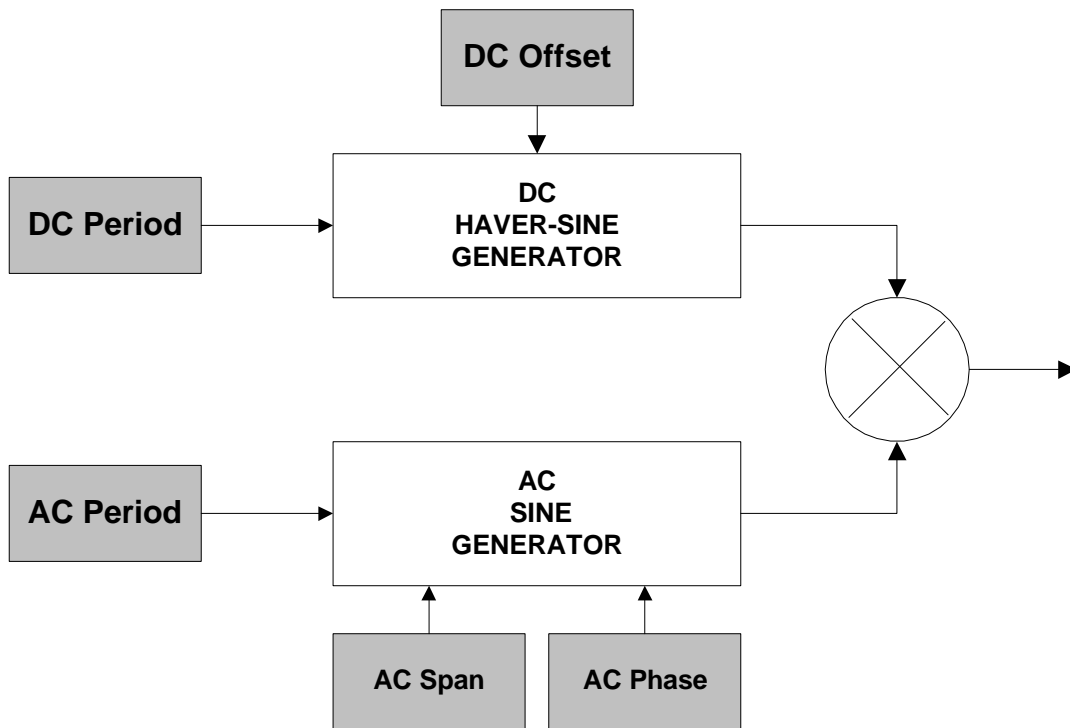 DC Offset
DC Period
DC
HAVER-SINE
GENERATOR
AC Period
AC
SINE
GENERATOR
AC Span
AC Phase